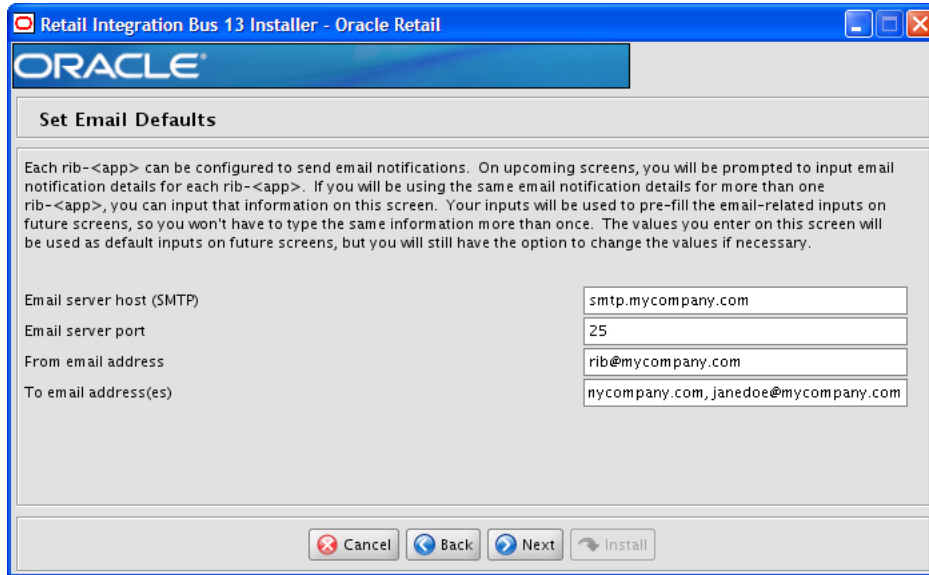 Retail Integration Bus 13 Installer - Oracle Retail
ORACLE
Set Email Defaults
Each rib-<app> can be configured to send email notifications. On upcoming screens, you will be prompted to input email
notification details for each rib-<app>. If you will be using the same email notification details for more than one
rib-<app>, you can input that information on this screen. Your inputs will be used to pre-fill the email-related inputs on
future screens, so you won't have to type the same information more than once. The values you enter on this screen will
be used as default inputs on future screens, but you will still have the option to change the values if necessary.
Email server host (SMTP) smtp.mycompany.com
Email server port 25
From email address rib@mycompany.com
To email address(es) nycompany.com, janedoe@mycompany.com
Cancel Back Next Install